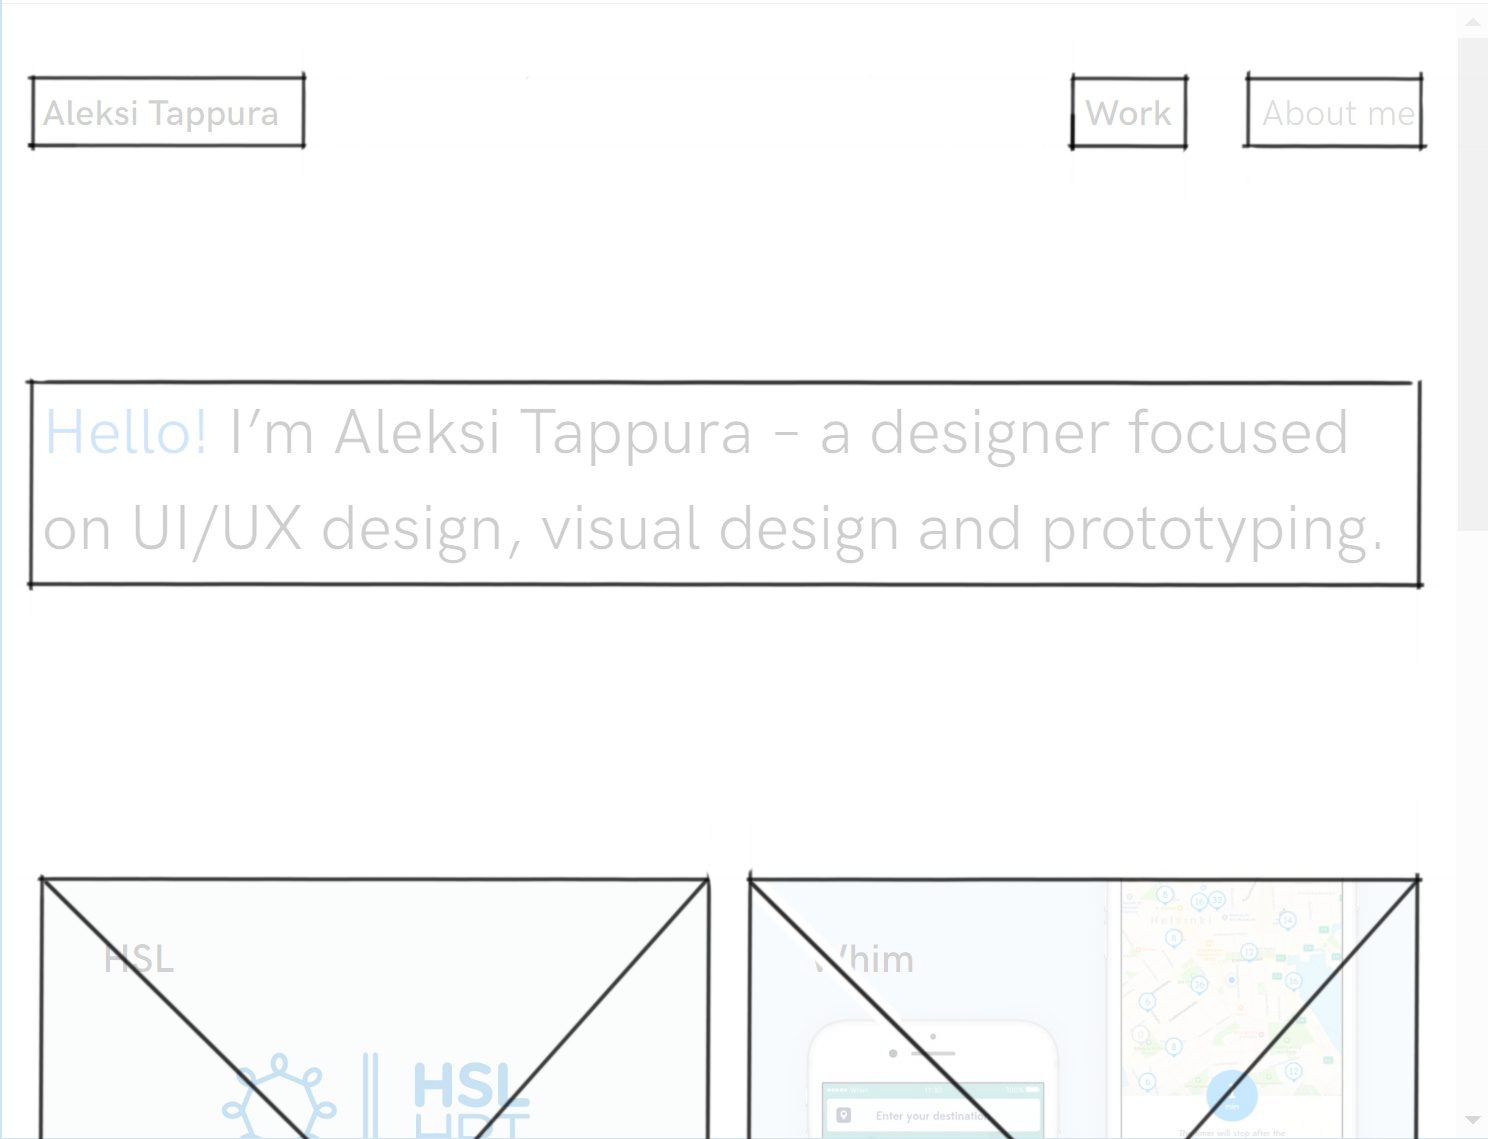 Aleksi Tappura
Work
About me
Hello! I’m Aleksi Tappura – a designer focused
on UI/UX design, visual design and prototyping.
HSL
Whim
HSL
HRT
Helsinki
Enter your destination